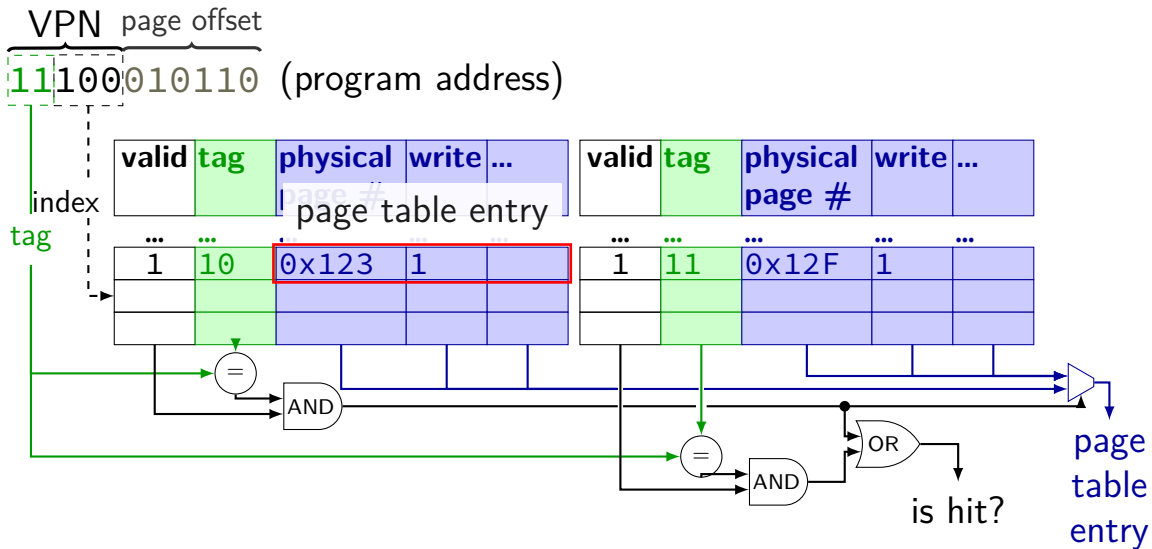 VPN page offset
11100010110 (program address)
index
tag
valid tag physical page # write ...
valid tag physical page # write ...
page table entry
... ... ... ... ...
... ... ... ... ...
1 10 0x123 1
1 11 0x12F 1
=
AND
=
AND
OR
is hit?
page
table
entry